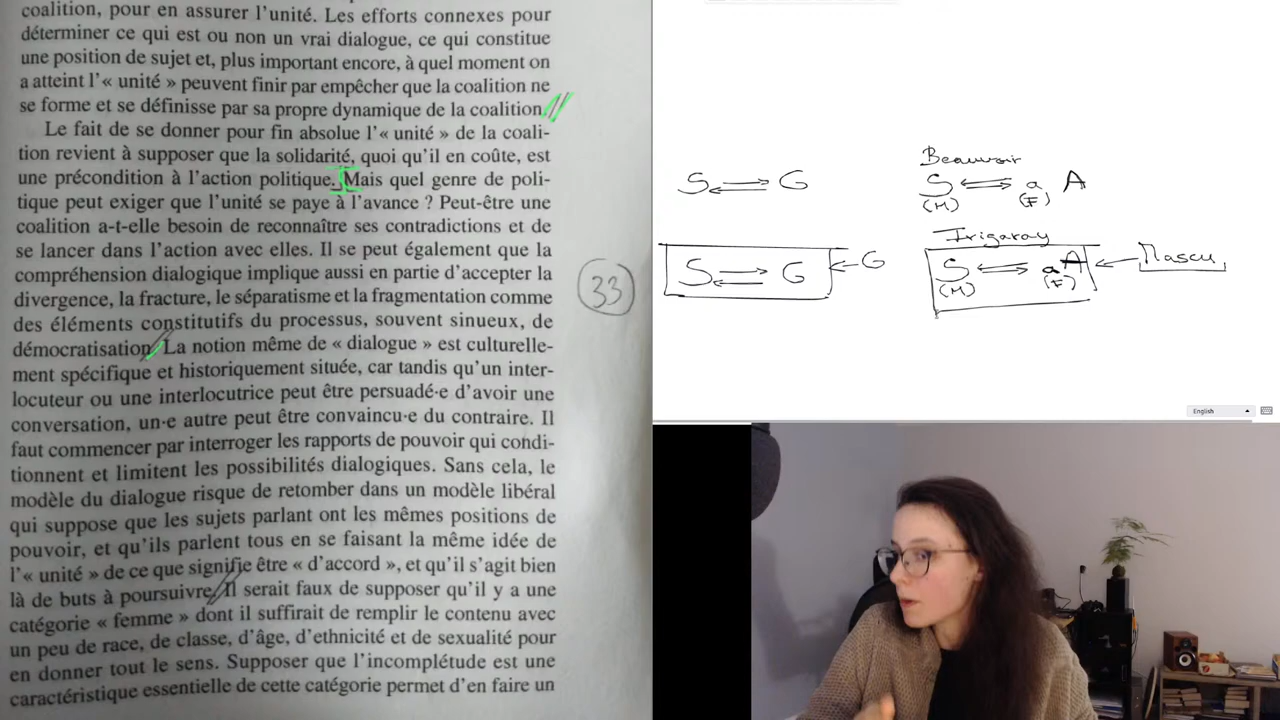 coalition, pour en assurer l'unité. Les efforts connexes pour
déterminer ce qui est ou non un vrai dialogue, ce qui constitue
une position de sujet et, plus important encore, à quel moment on
a atteint l'« unité » peuvent finir par empêcher que la coalition ne
se forme et se définisse par sa propre dynamique de la coalition.
Le fait de se donner pour fin absolue l'« unité » de la coali-
tion revient à supposer que la solidarité, quoi qu'il en coûte, est
une précondition à l'action politique. Mais quel genre de poli-
tique peut exiger que l'unité se paye à l'avance ? Peut-être une
coalition a-t-elle besoin de reconnaître ses contradictions et de
se lancer dans l'action avec elles. Il se peut également que la
compréhension dialogique implique aussi en partie d'accepter la
divergence, la fracture, le séparatisme et la fragmentation comme
des éléments constitutifs du processus, souvent sinueux, de
démocratisation. La notion même de « dialogue » est culturelle-
ment spécifique et historiquement située, car tandis qu'un inter-
locuteur ou une interlocutrice peut être persuadé·e d'avoir une
conversation, un·e autre peut être convaincu·e du contraire. Il
faut commencer par interroger les rapports de pouvoir qui condi-
tionnent et limitent les possibilités dialogiques. Sans cela, le
modèle du dialogue risque de retomber dans un modèle libéral
qui suppose que les sujets parlant ont les mêmes positions de
pouvoir, et qu'ils parlent tous en se faisant la même idée de
l'« unité » de ce que signifie être « d'accord », et qu'il s'agit bien
là de buts à poursuivre. Il serait faux de supposer qu'il y a une
catégorie « femme » dont il suffirait de remplir le contenu avec
un peu de race, de classe, d'âge, d'ethnicité et de sexualité pour
en donner tout le sens. Supposer que l'incomplétude est une
caractéristique essentielle de cette catégorie permet d'en faire un
33
S G
S G G
Beauvoir
S a A
(M) (F)
Irigaray
S a A Mascu
(M) (F)
English